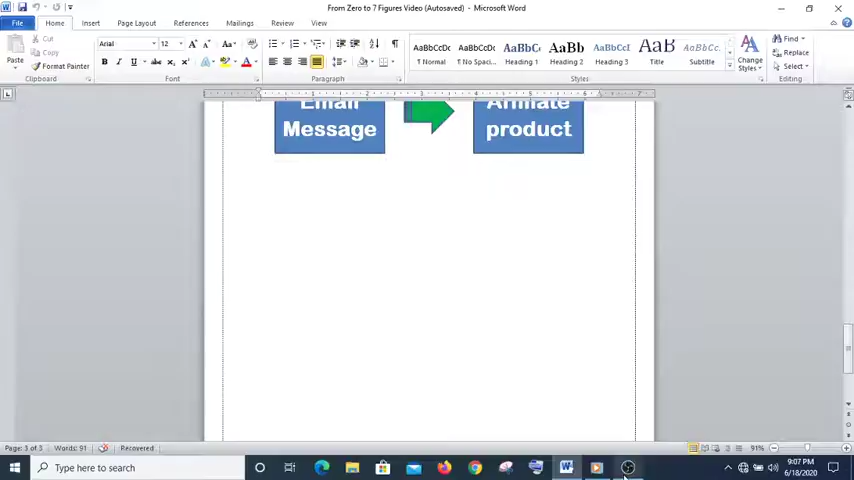 From Zero to 7 Figures Video (Autosaved) - Microsoft Word
File Home Insert Page Layout References Mailings Review View
Paste
Cut
Copy
Format Painter
Clipboard
Arial 12
Font
Paragraph
AaBbCcDc AaBbCcDc AaBbC AaBb AaBbCcI AaB AaBbCc.
¶ Normal ¶ No Spaci... Heading 1 Heading 2 Heading 3 Title Subtitle
Change Styles
Styles
Find
Replace
Select
Editing
Email
Message
Affiliate
product
Page: 3 of 3 Words: 91 Recovered 91%
Type here to search
9:07 PM
6/18/2020